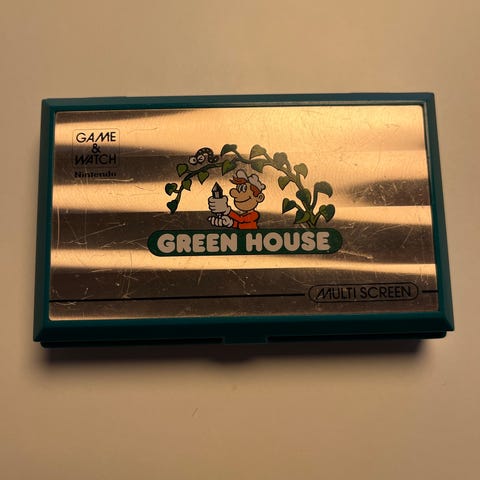 GAME
&
WATCH
Nintendo
GREEN HOUSE
MULTI SCREEN